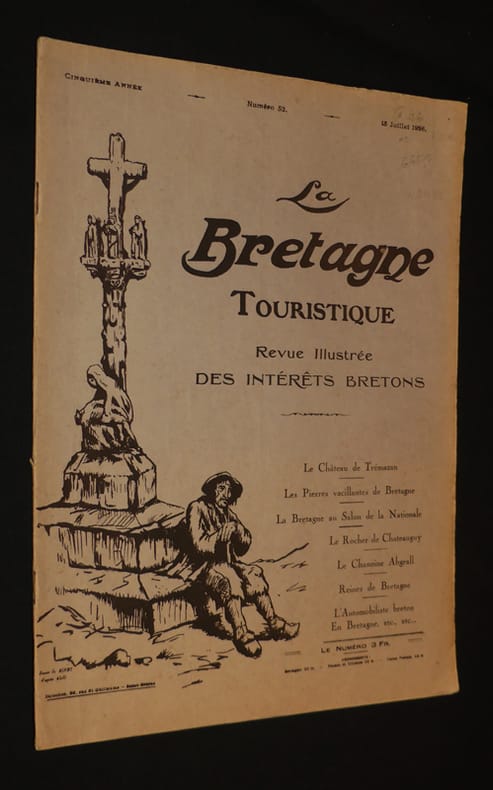 CINQUIÈME ANNÉE
Numéro 52.
15 Juillet 1926.
La
Bretagne
TOURISTIQUE
Revue Illustrée
DES INTÉRÊTS BRETONS
Le Château de Trémazan
Les Pierres vacillantes de Bretagne
La Bretagne au Salon de la Nationale
Le Rocher de Chateauguy
Le Chanoine Abgrall
Reines de Bretagne
L'Automobiliste breton
En Bretagne, etc., etc...
LE NUMÉRO 3 FR.